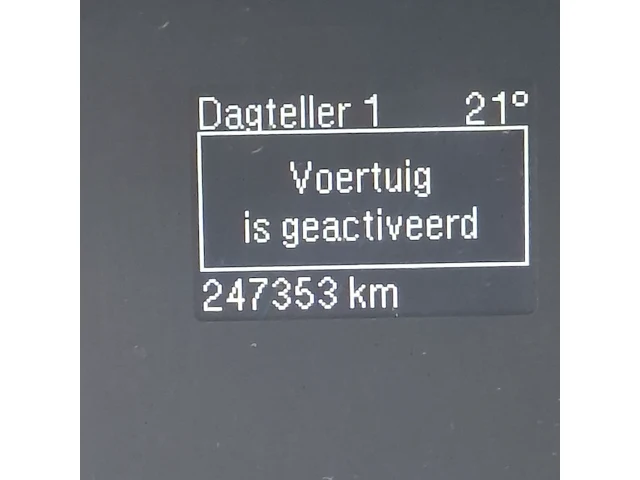 Dagteller 1 21°
Voertuig
is geactiveerd
247353 km